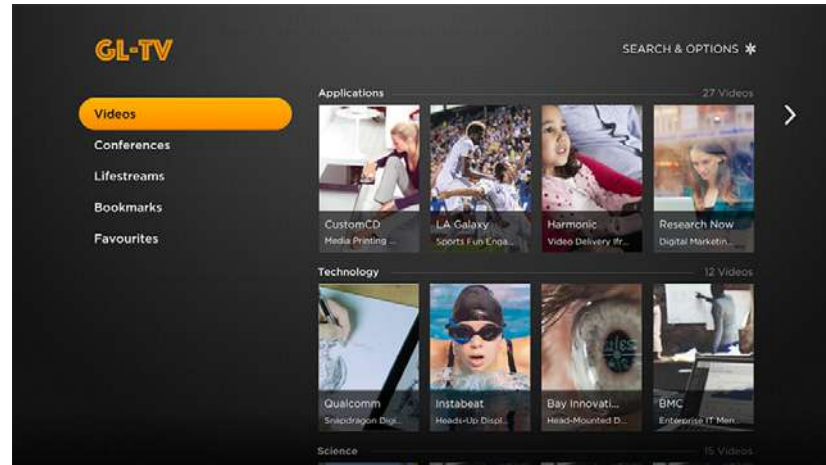 GL-TV
SEARCH & OPTIONS *
Videos
Conferences
Lifestreams
Bookmarks
Favourites
Applications
27 Videos
CustomCD
Media Printing ...
LA Galaxy
Sports Fun Enga...
Harmonic
Video Delivery Ifr...
Research Now
Digital Marketin...
Technology
12 Videos
Qualcomm
Snapdragon Digi...
Instabeat
Heads-Up Displ...
Bay Innovati...
Head-Mounted D...
BMC
Enterprise IT Men...
Science
15 Videos